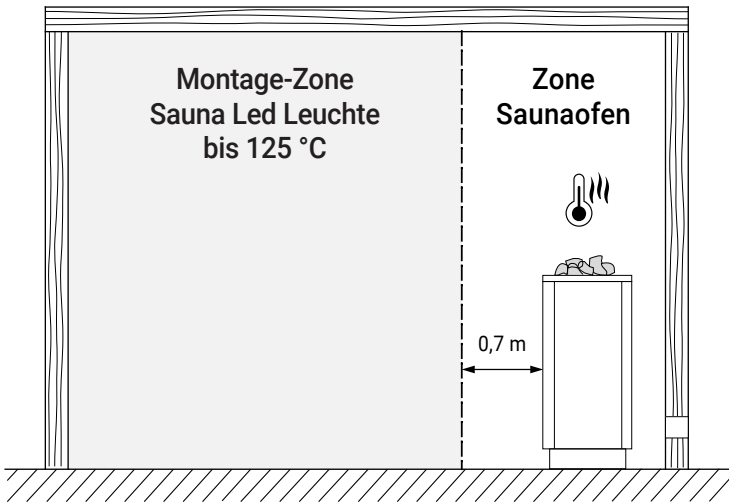 Montage-Zone
Sauna Led Leuchte
bis 125 °C
Zone
Saunaofen
0,7 m